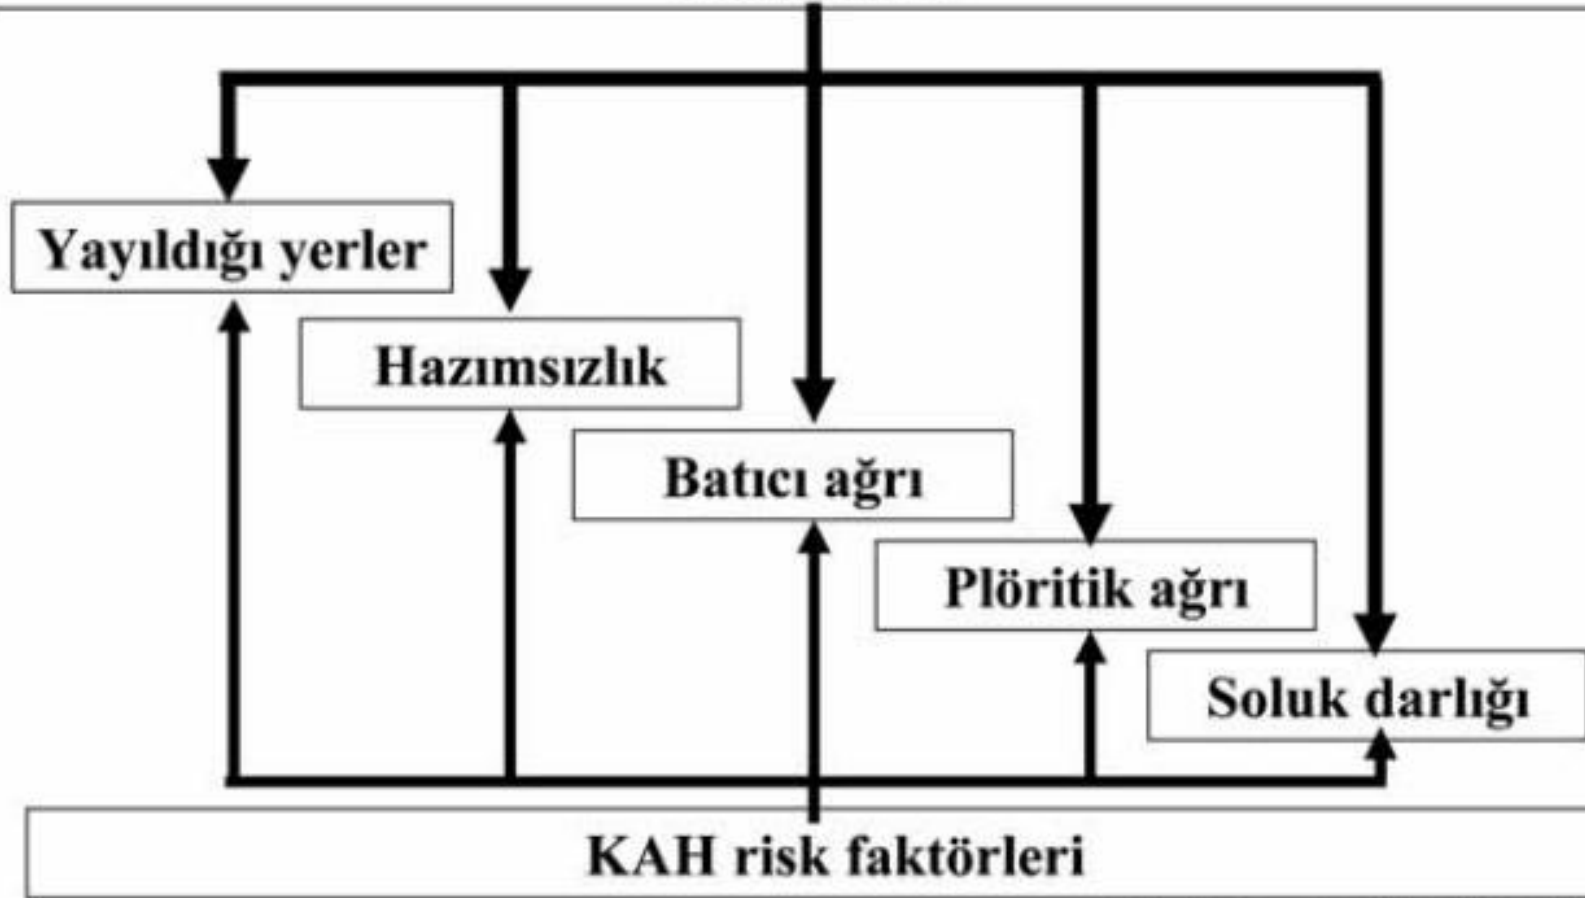 Yayıldığı yerler
Hazımsızlık
Batıcı ağrı
Plöritik ağrı
Soluk darlığı
KAH risk faktörleri